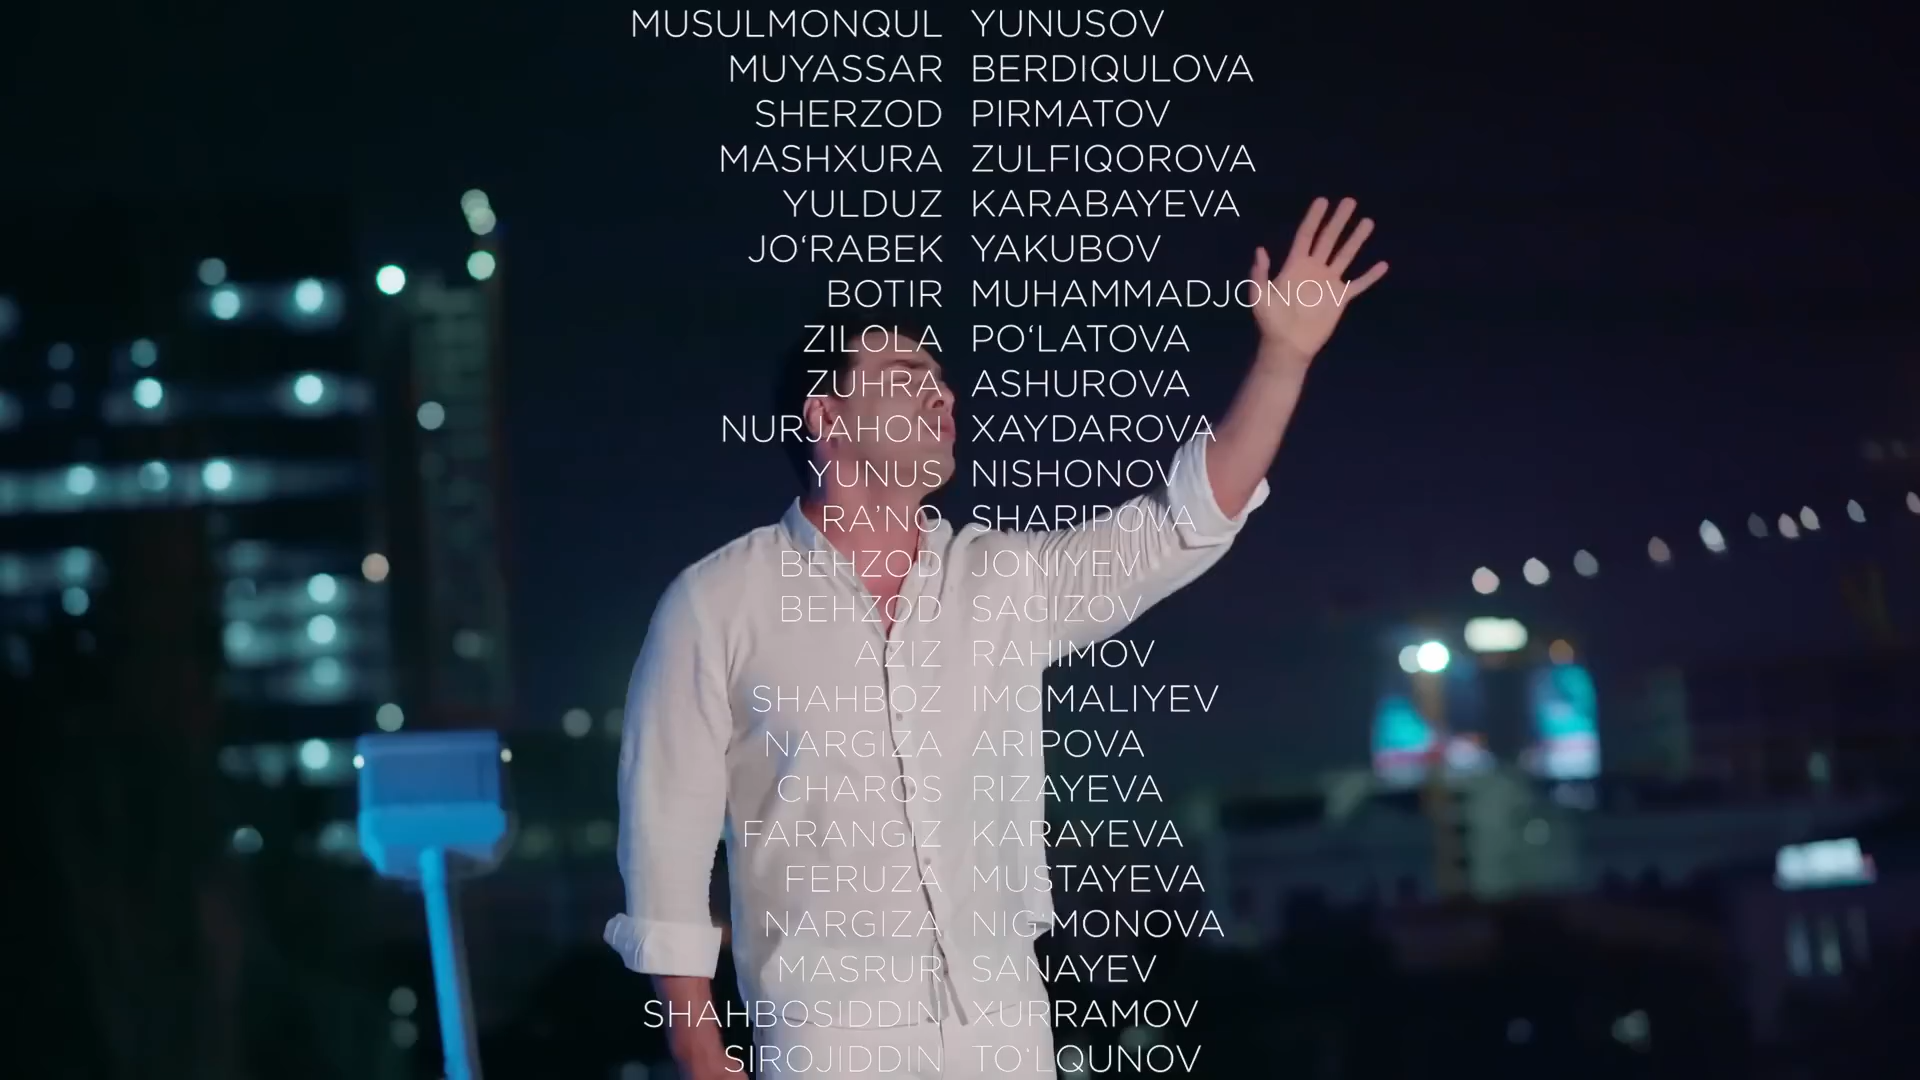 MUSULMONQUL YUNUSOV
MUYASSAR BERDIQULOVA
SHERZOD PIRMATOV
MASHXURA ZULFIQOROVA
YULDUZ KARABAYEVA
JO‘RABEK YAKUBOV
BOTIR MUHAMMADJONOV
ZILOLA PO‘LATOVA
ZUHRA ASHUROVA
NURJAHON XAYDAROVA
YUNUS NISHONOV
RA’NO SHARIPOVA
BEHZOD JONIYEV
BEHZOD SAGIZOV
AZIZ RAHIMOV
SHAHBOZ IMOMALIYEV
NARGIZA ARIPOVA
CHAROS RIZAYEVA
FARANGIZ KARAYEVA
FERUZA MUSTAYEVA
NARGIZA NIG‘MONOVA
MASRUR SANAYEV
SHAHBOSIDDIN XURRAMOV
SIROJIDDIN TO‘LQUNOV